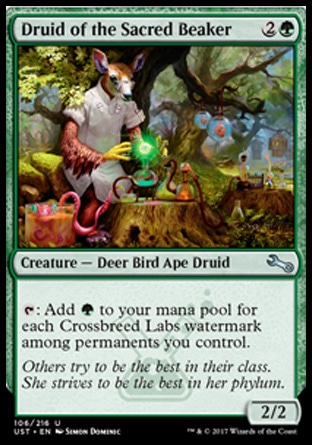 Druid of the Sacred Beaker 2
Creature — Deer Bird Ape Druid
: Add to your mana pool for
each Crossbreed Labs watermark
among permanents you control.
Others try to be the best in their class.
She strives to be the best in her phylum.
2/2
106/216 U
UST • EN Simon Dominic
™ & © 2017 Wizards of the Coast